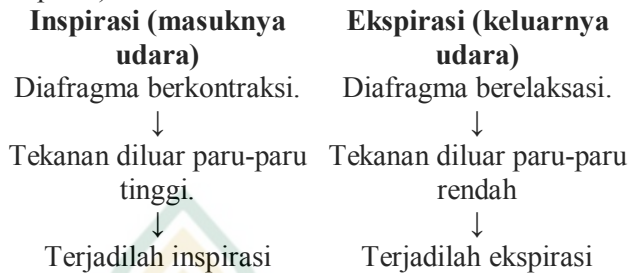 Inspirasi (masuknya
udara)
Diafragma berkontraksi.
↓
Tekanan diluar paru-paru
tinggi.
↓
Terjadilah inspirasi
Ekspirasi (keluarnya
udara)
Diafragma berelaksasi.
↓
Tekanan diluar paru-paru
rendah
↓
Terjadilah ekspirasi